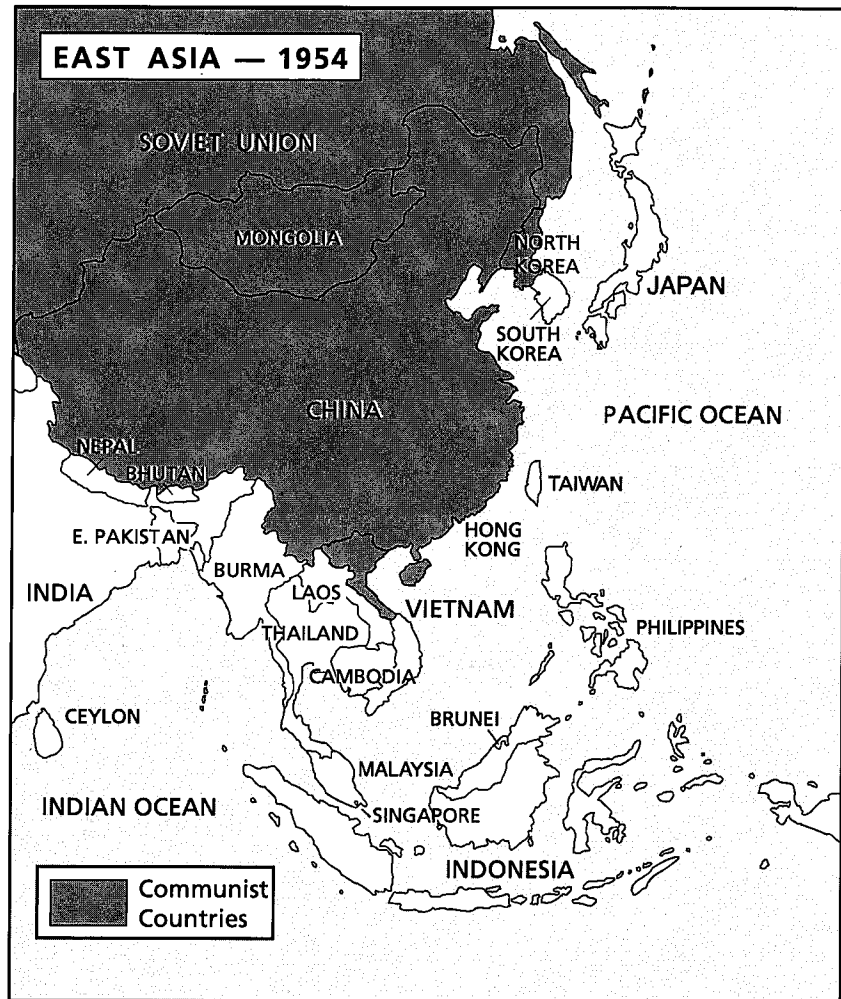 EAST ASIA — 1954
SOVIET UNION
MONGOLIA
NORTH
KOREA
JAPAN
SOUTH
KOREA
CHINA
PACIFIC OCEAN
NEPAL
BHUTAN
TAIWAN
E. PAKISTAN
HONG
KONG
BURMA
INDIA
LAOS
VIETNAM
THAILAND
PHILIPPINES
CAMBODIA
CEYLON
BRUNEI
MALAYSIA
INDIAN OCEAN
SINGAPORE
INDONESIA
Communist
Countries